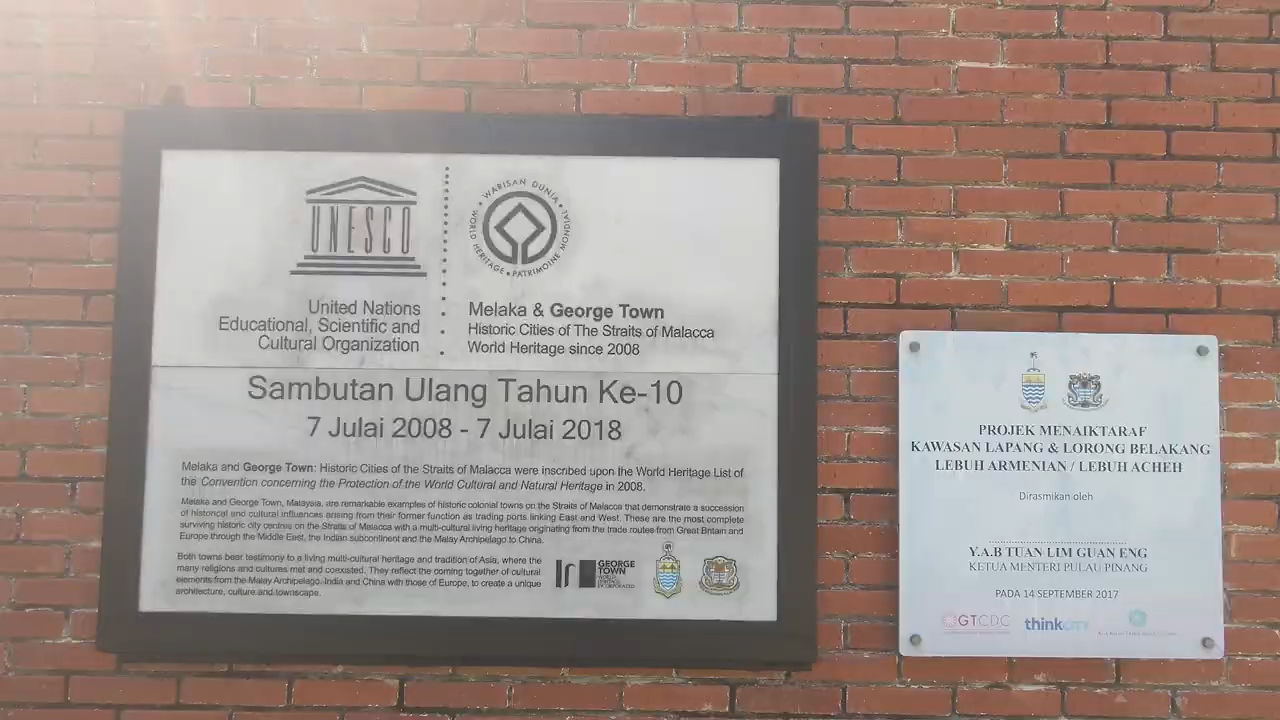 UNESCO
WARISAN DUNIA • PATRIMOINE MONDIAL • WORLD HERITAGE •
United Nations
Educational, Scientific and
Cultural Organization
Melaka & George Town
Historic Cities of The Straits of Malacca
World Heritage since 2008
Sambutan Ulang Tahun Ke-10
7 Julai 2008 - 7 Julai 2018
Melaka and George Town: Historic Cities of the Straits of Malacca were inscribed upon the World Heritage List of
the Convention concerning the Protection of the World Cultural and Natural Heritage in 2008.
Melaka and George Town, Malaysia, are remarkable examples of historic colonial towns on the Straits of Malacca that demonstrate a succession
of historical and cultural influences arising from their former function as trading ports linking East and West. These are the most complete
surviving historic city centres on the Straits of Malacca with a multi-cultural living heritage originating from the trade routes from Great Britain and
Europe through the Middle East, the Indian subcontinent and the Malay Archipelago to China.
Both towns bear testimony to a living multi-cultural heritage and tradition of Asia, where the
many religions and cultures met and coexisted. They reflect the coming together of cultural
elements from the Malay Archipelago, India and China with those of Europe, to create a unique
architecture, culture and townscape.
GEORGE
TOWN
WORLD
HERITAGE
INCORPORATED
PROJEK MENAIKTARAF
KAWASAN LAPANG & LORONG BELAKANG
LEBUH ARMENIAN / LEBUH ACHEH
Dirasmikan oleh
Y.A.B TUAN LIM GUAN ENG
KETUA MENTERI PULAU PINANG
PADA 14 SEPTEMBER 2017
GTCDC
thinkCITY